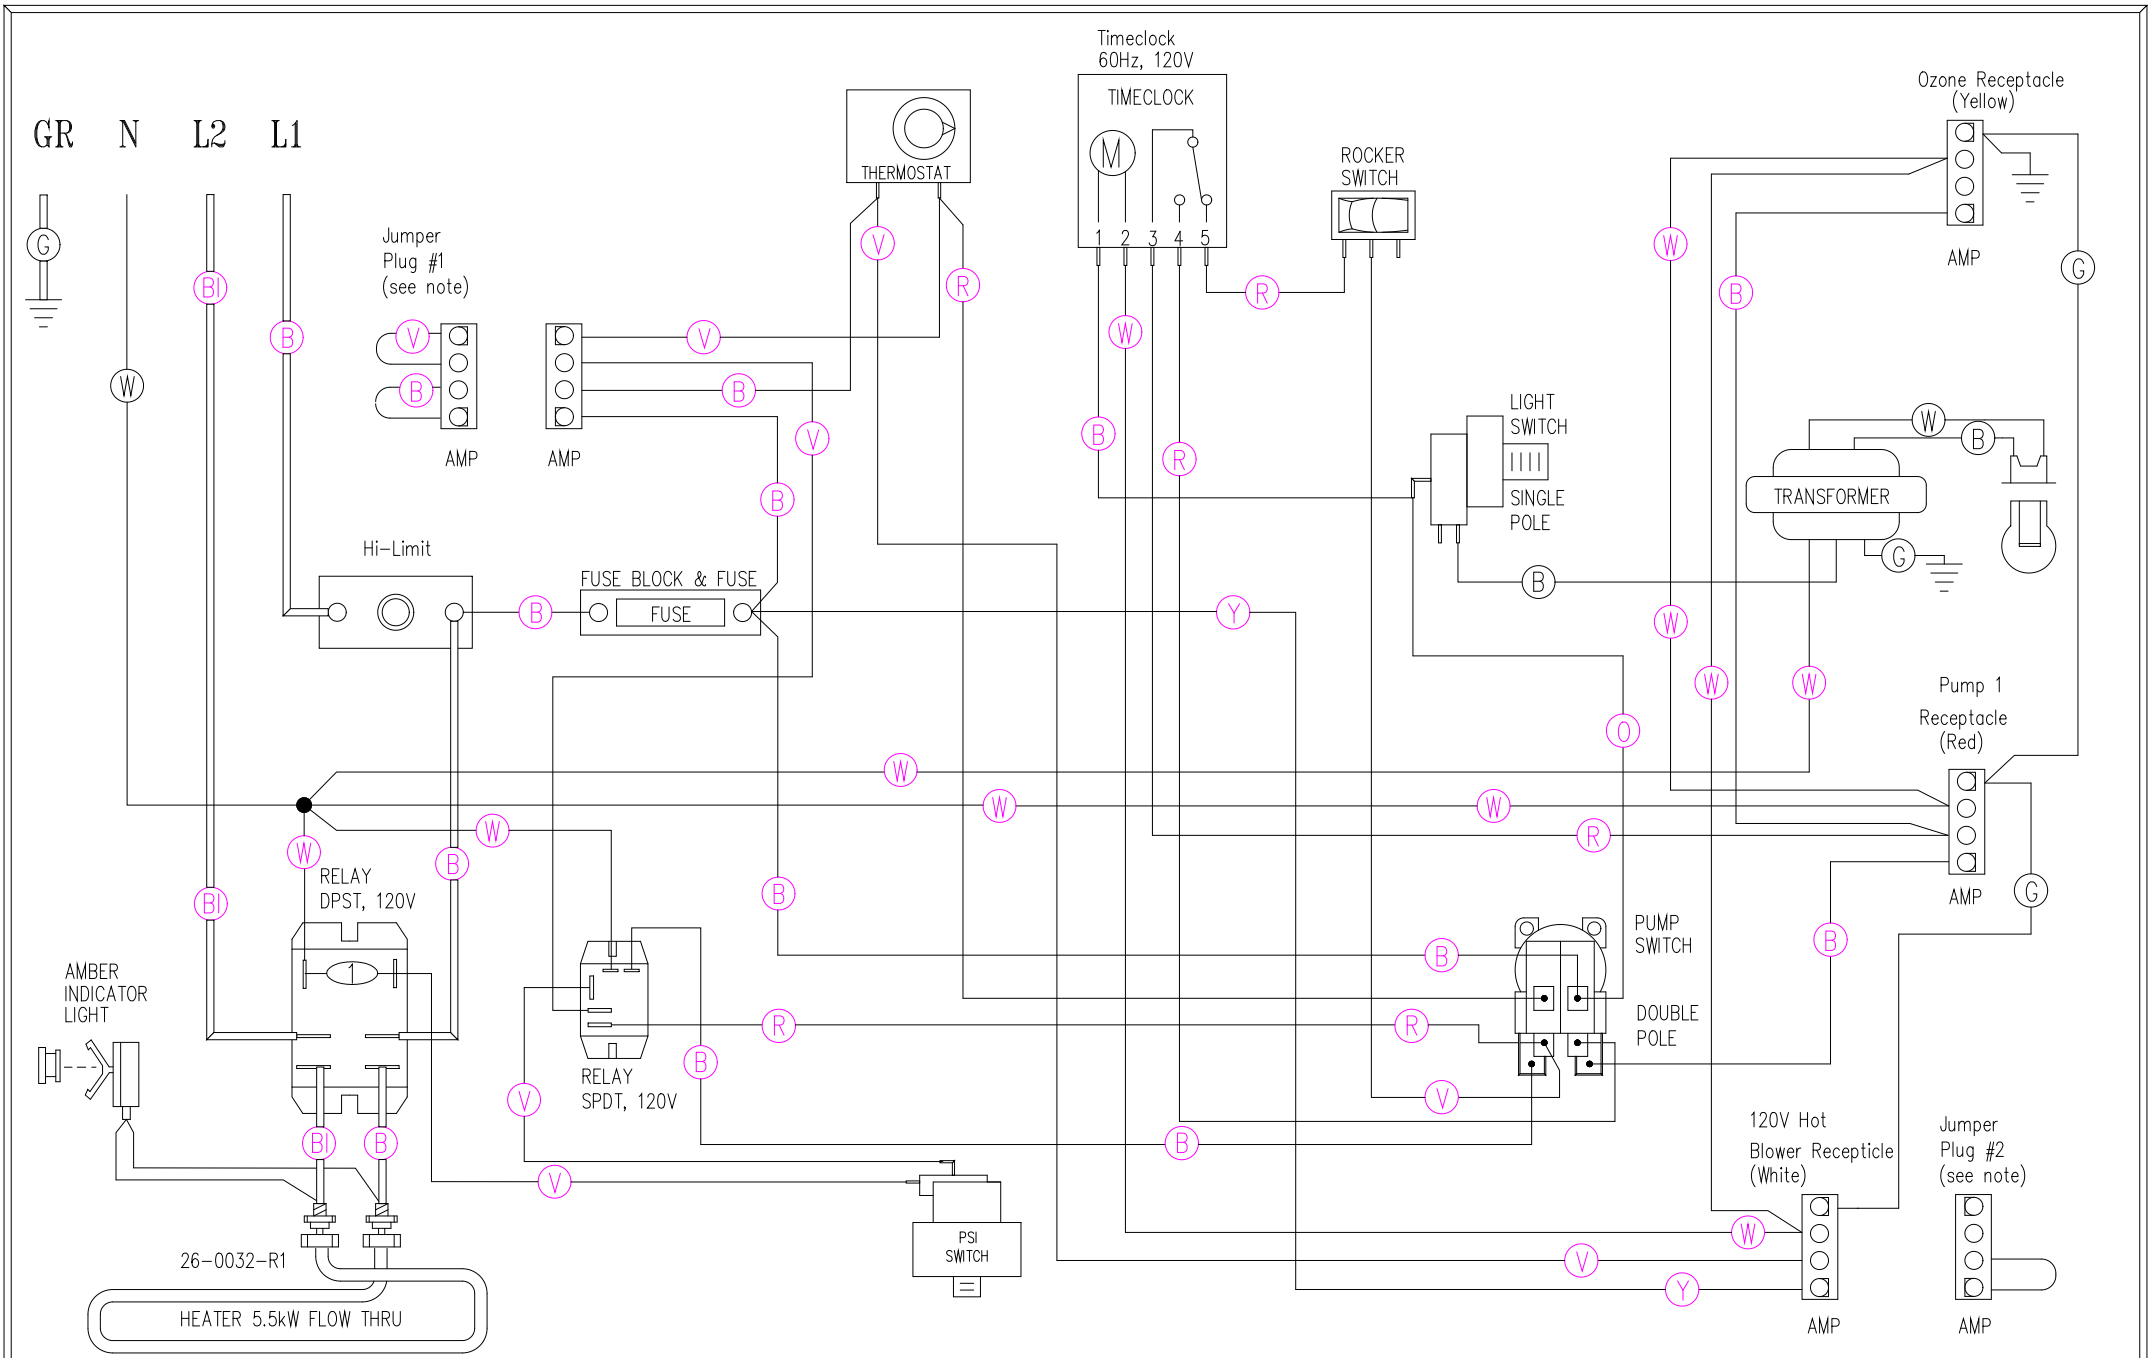 Timeclock
60Hz, 120V
TIMECLOCK
M
1 2 3 4 5
GR N L2 L1
THERMOSTAT
ROCKER
SWITCH
Ozone Receptacle
(Yellow)
AMP
G
Jumper
Plug #1
(see note)
V
B
AMP
AMP
G
W
Bl
B
V
R
V
B
V
B
R
W
B
R
W
B
G
LIGHT
SWITCH
SINGLE
POLE
W
B
TRANSFORMER
G
B
Hi-Limit
B
FUSE BLOCK & FUSE
FUSE
Y
W
W
W
O
Pump 1
Receptacle
(Red)
AMP
G
W
W
W
R
W
W
B
Bl
B
B
RELAY
DPST, 120V
1
AMBER
INDICATOR
LIGHT
B
PUMP
SWITCH
DOUBLE
POLE
R
R
B
V
RELAY
SPDT, 120V
V
B
Bl
B
V
PSI
SWITCH
120V Hot
Blower Recepticle
(White)
Jumper
Plug #2
(see note)
W
V
Y
AMP
AMP
26-0032-R1
HEATER 5.5kW FLOW THRU